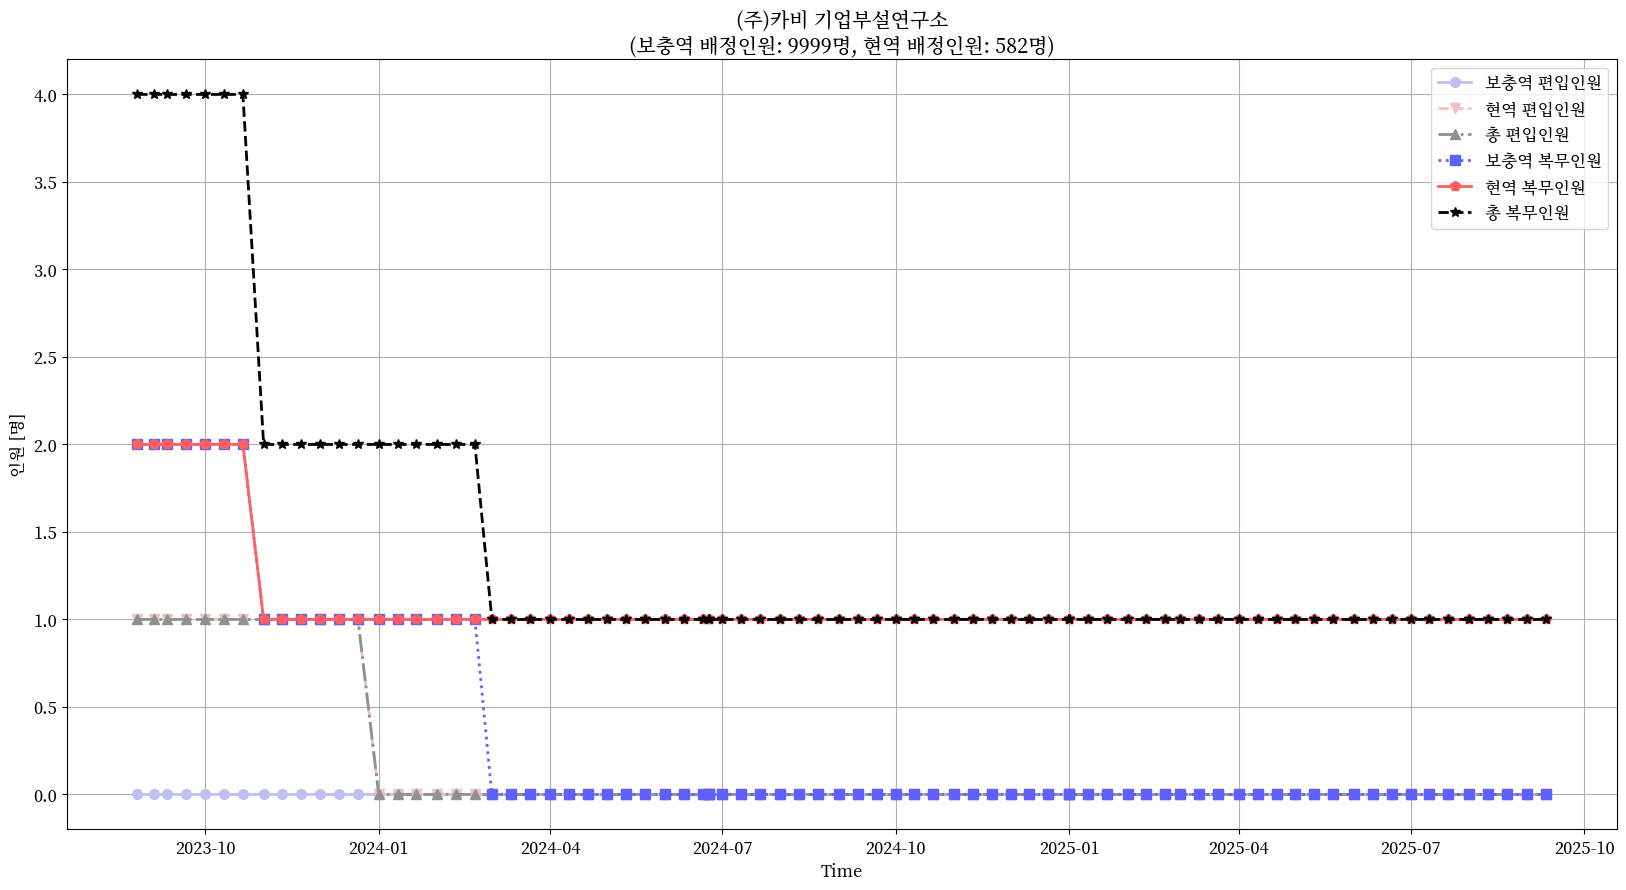 (주)카비 기업부설연구소
(보충역 배정인원: 9999명, 현역 배정인원: 582명)
보충역 편입인원
현역 편입인원
총 편입인원
보충역 복무인원
현역 복무인원
총 복무인원
인원 [명]
4.0
3.5
3.0
2.5
2.0
1.5
1.0
0.5
0.0
2023-10 2024-01 2024-04 2024-07 2024-10 2025-01 2025-04 2025-07 2025-10
Time